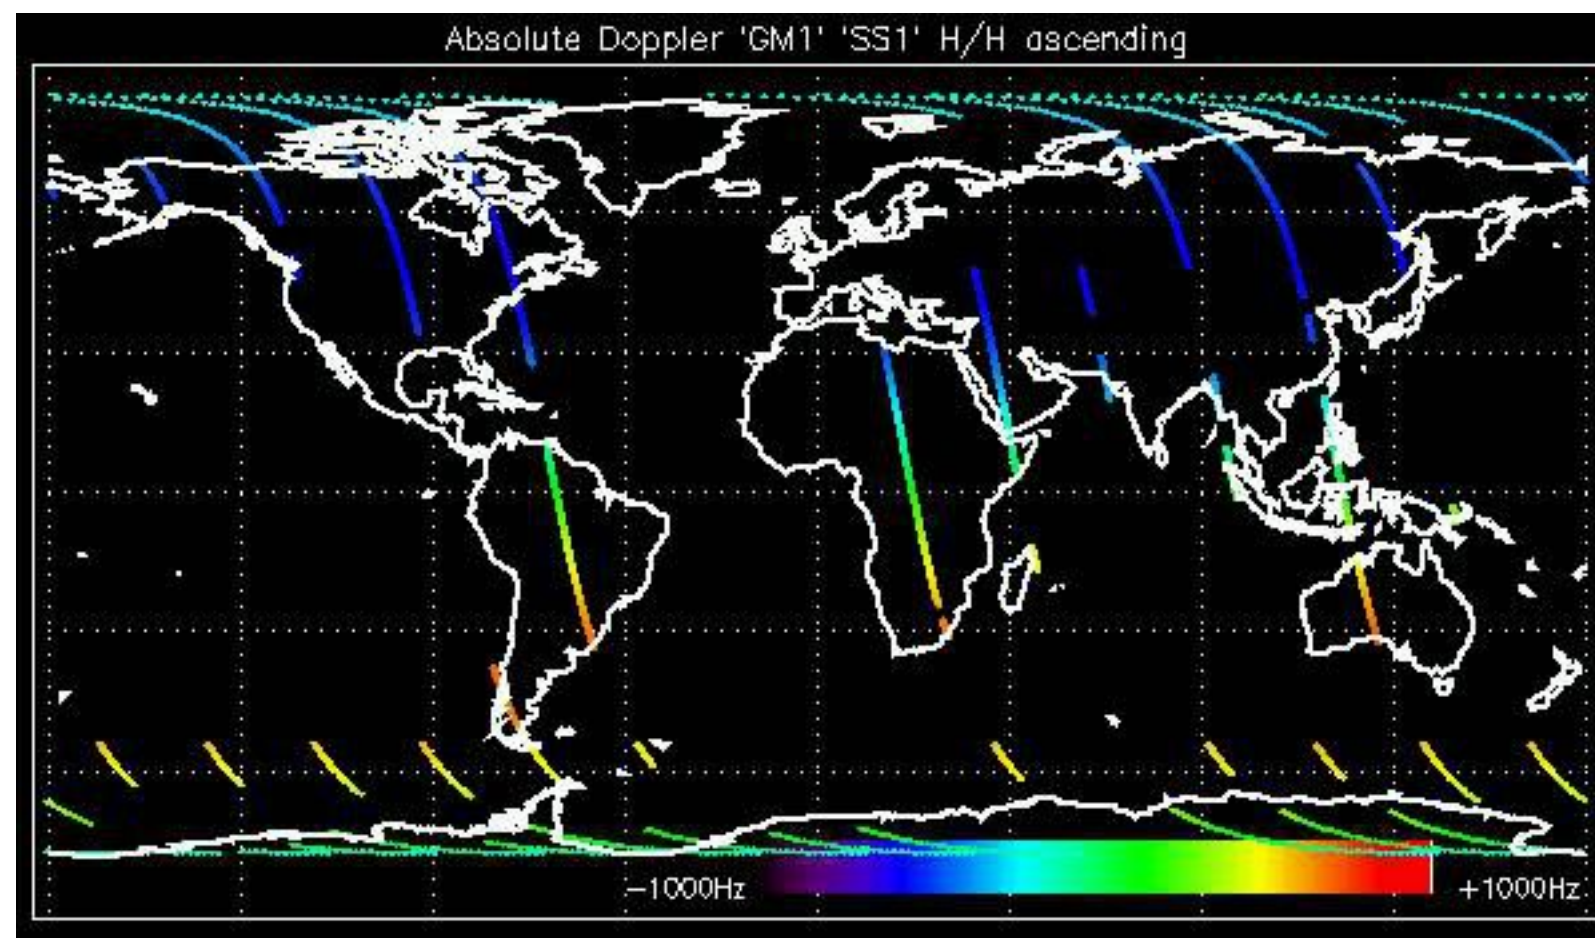 Absolute Doppler 'GM1' 'SS1' H/H ascending
−1000Hz
+1000Hz